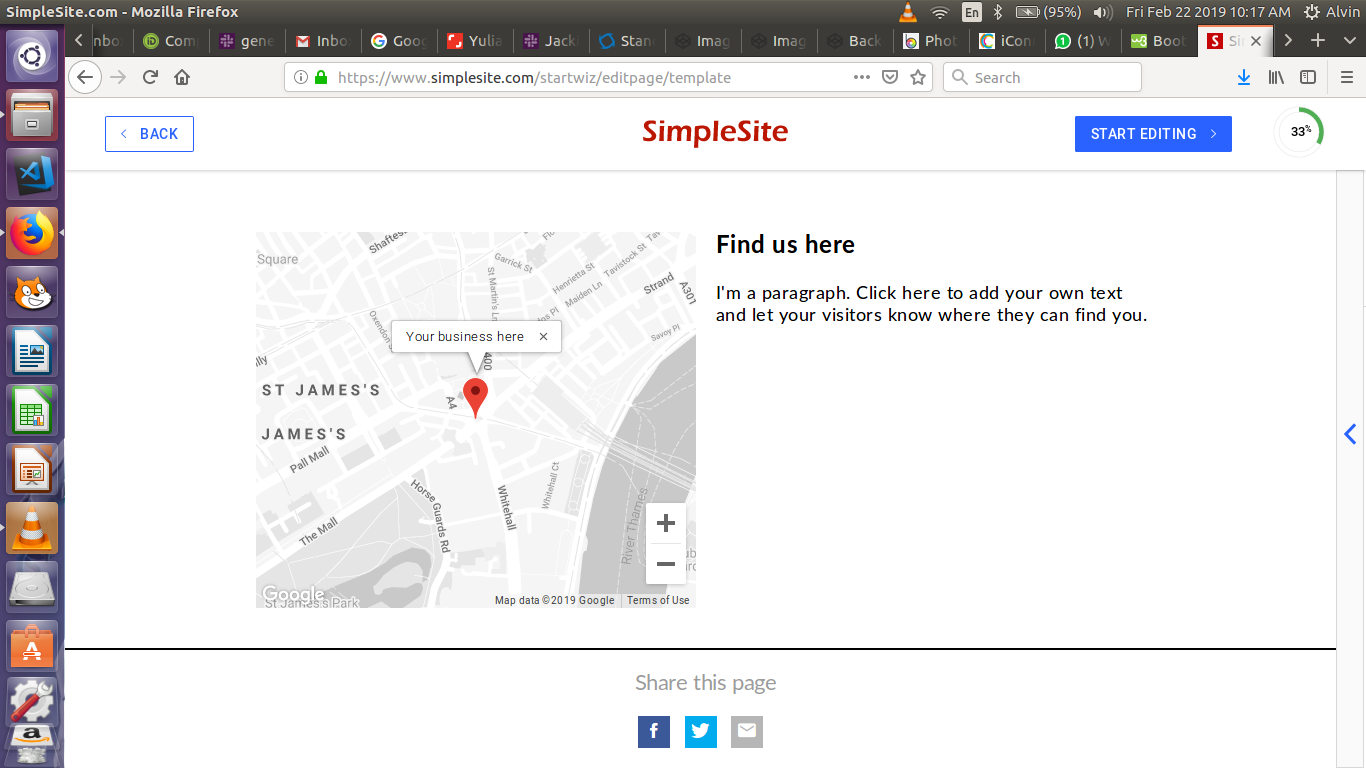 SimpleSite.com - Mozilla Firefox
En
(95%)
Fri Feb 22 2019 10:17 AM
Alvin
nbo
Com
gene
Inbo
Goog
Yulia
Jack
Stan
Imag
Imag
Back
Phot
iCon
(1) W
Boot
S
https://www.simplesite.com/startwiz/editpage/template
Search
BACK
SimpleSite
START EDITING
33%
Find us here
I'm a paragraph. Click here to add your own text
and let your visitors know where they can find you.
Square
Shaftes
Garrick St
St Martin's Ln
Henrietta St
Tavistock St
Maiden Ln
Strand
A301
Savoy Pl
Your business here
A400
A4
ST JAMES'S
JAMES'S
Pall Mall
The Mall
Horse Guards Rd
Whitehall
Whitehall Ct
River Thames
Google
St James's Park
Map data ©2019 Google
Terms of Use
Share this page
f
a